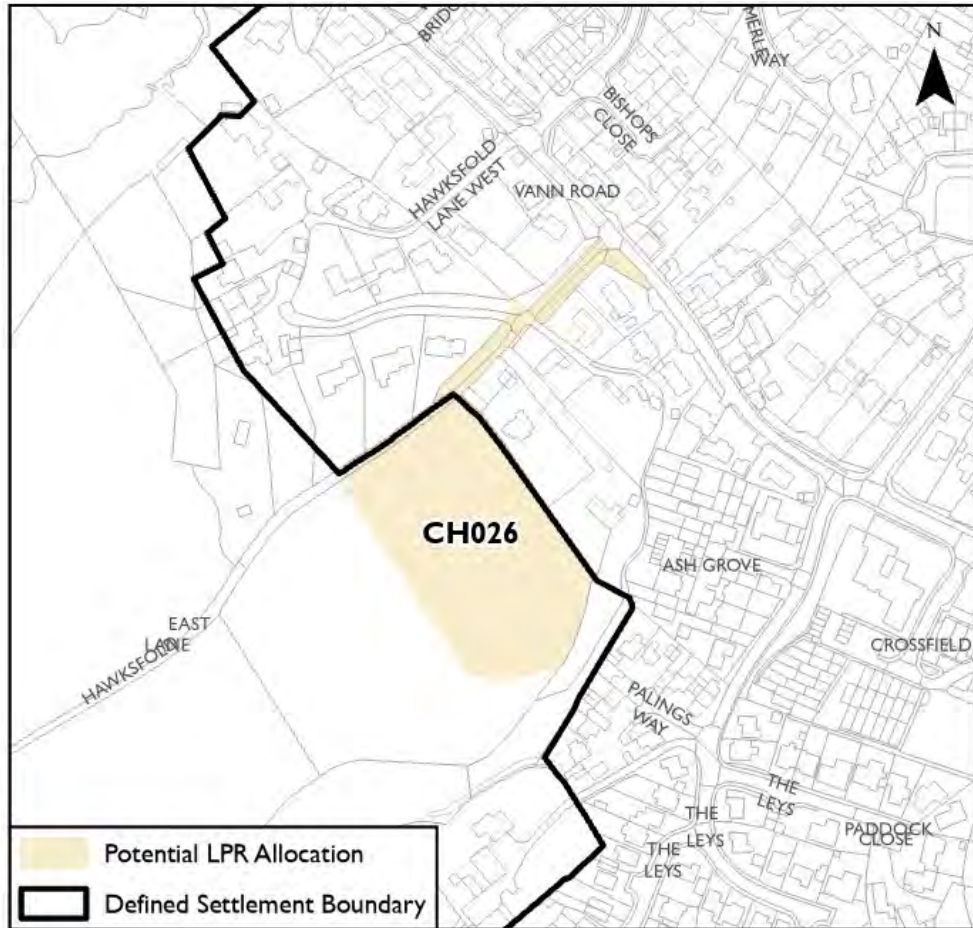 BRIDG
MERLE
WAY
N
BISHOPS
CLOSE
HAWKSFOLD
LANE WEST
VANN ROAD
CH026
ASH GROVE
EAST
LANE
HAWKSFOLD
CROSSFIELD
PALINGS
WAY
THE
LEYS
THE
LEYS
THE
LEYS
PADDOCK
CLOSE
Potential LPR Allocation
Defined Settlement Boundary